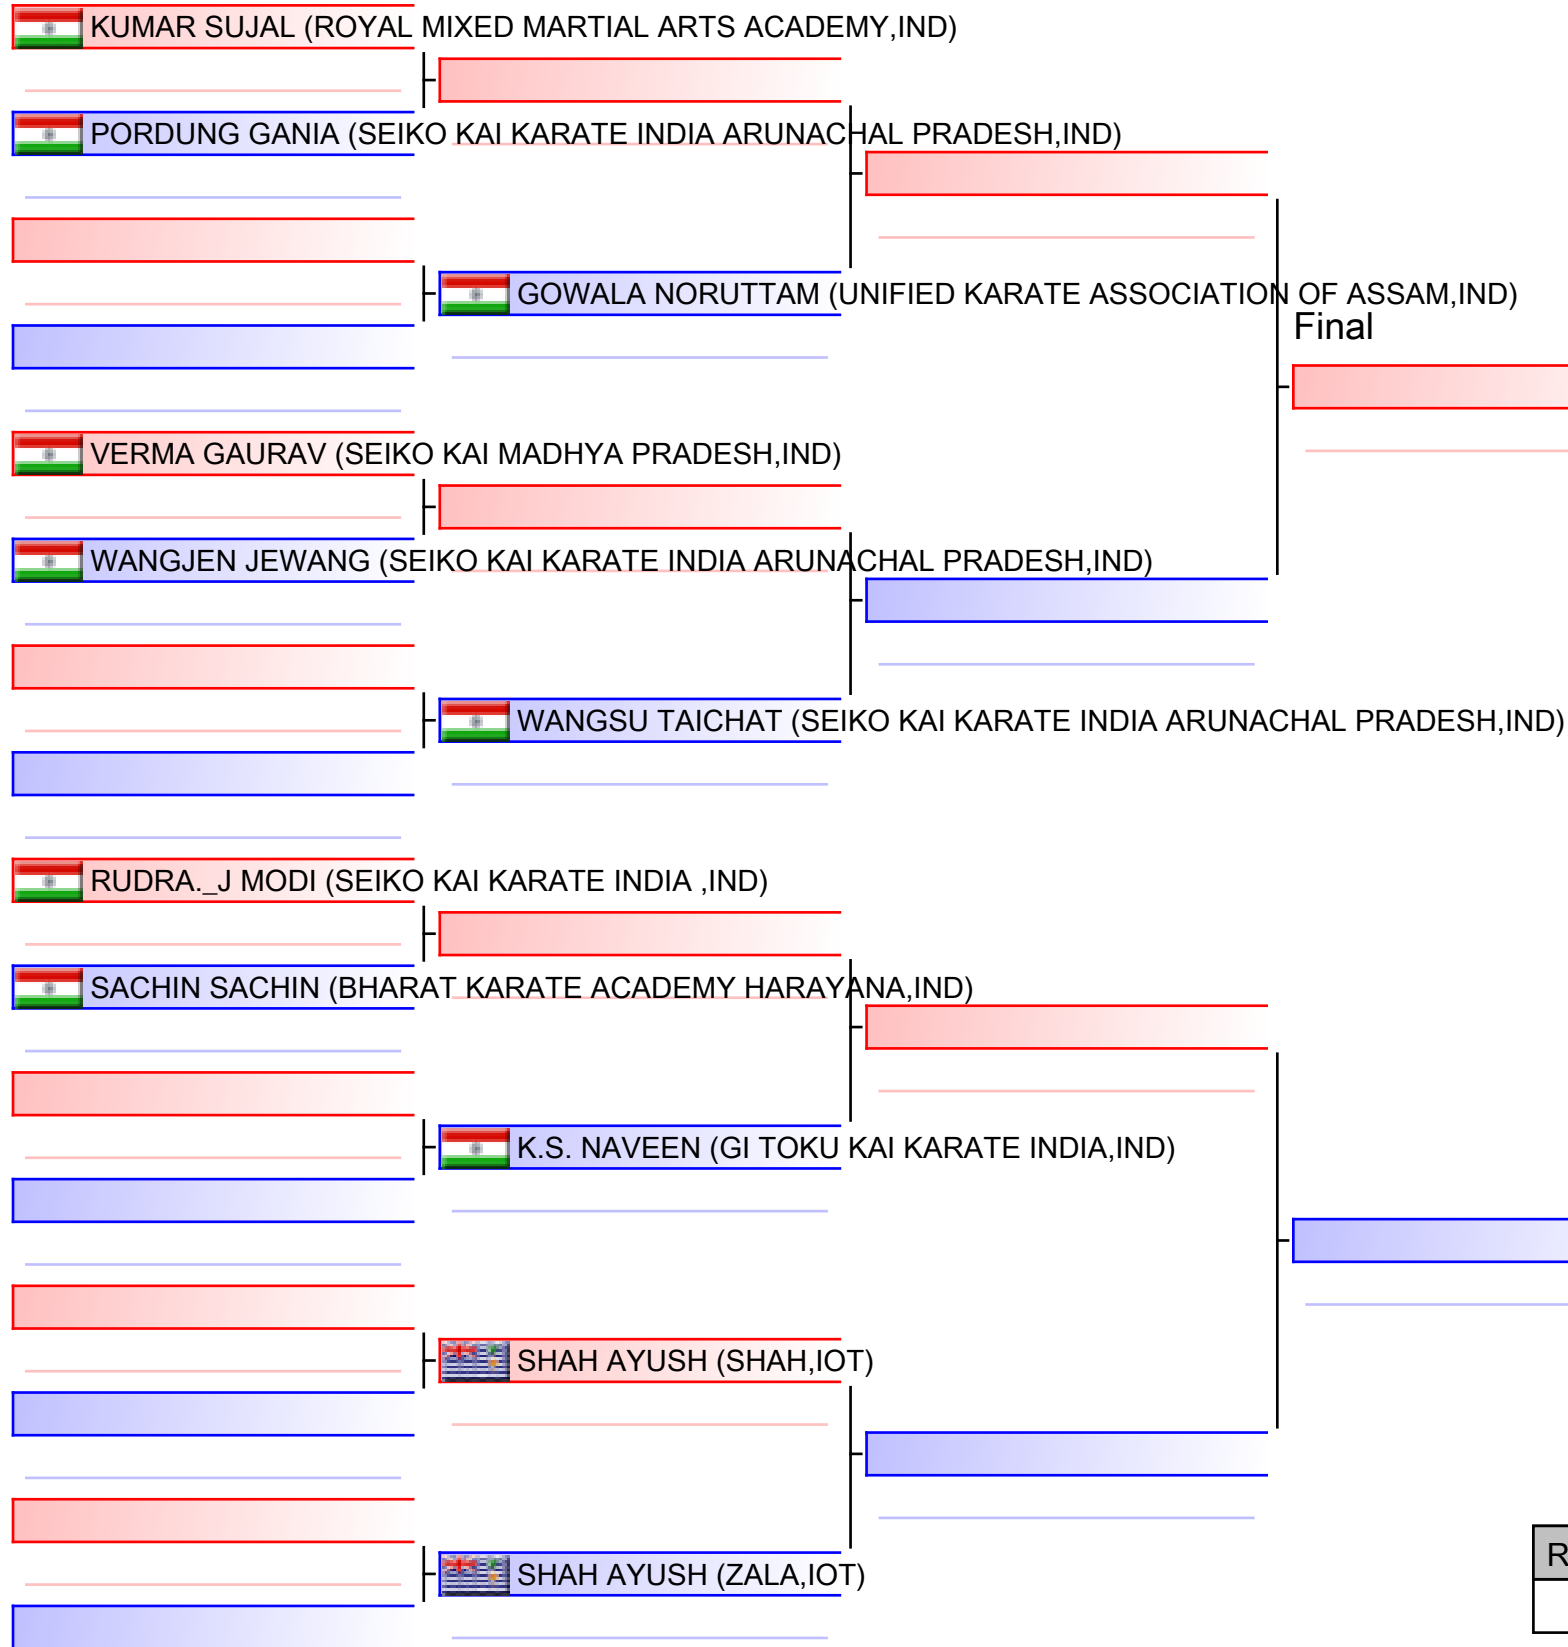 KUMAR SUJAL (ROYAL MIXED MARTIAL ARTS ACADEMY,IND)
PORDUNG GANIA (SEIKO KAI KARATE INDIA ARUNACHAL PRADESH,IND)
GOWALA NORUTTAM (UNIFIED KARATE ASSOCIATION OF ASSAM,IND)
Final
VERMA GAURAV (SEIKO KAI MADHYA PRADESH,IND)
WANGJEN JEWANG (SEIKO KAI KARATE INDIA ARUNACHAL PRADESH,IND)
WANGSU TAICHAT (SEIKO KAI KARATE INDIA ARUNACHAL PRADESH,IND)
RUDRA._J MODI (SEIKO KAI KARATE INDIA ,IND)
SACHIN SACHIN (BHARAT KARATE ACADEMY HARAYANA,IND)
K.S. NAVEEN (GI TOKU KAI KARATE INDIA,IND)
SHAH AYUSH (SHAH,IOT)
R
SHAH AYUSH (ZALA,IOT)